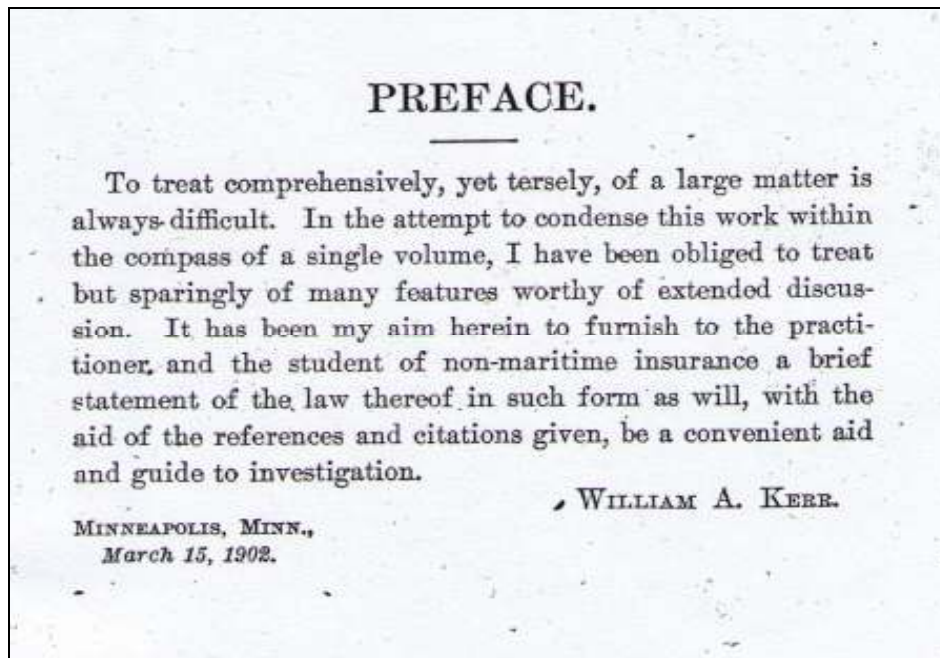 PREFACE.
To treat comprehensively, yet tersely, of a large matter is
always difficult. In the attempt to condense this work within
the compass of a single volume, I have been obliged to treat
but sparingly of many features worthy of extended discus-
sion. It has been my aim herein to furnish to the practi-
tioner and the student of non-maritime insurance a brief
statement of the law thereof in such form as will, with the
aid of the references and citations given, be a convenient aid
and guide to investigation.
WILLIAM A. KERR.
MINNEAPOLIS, MINN.,
March 15, 1902.